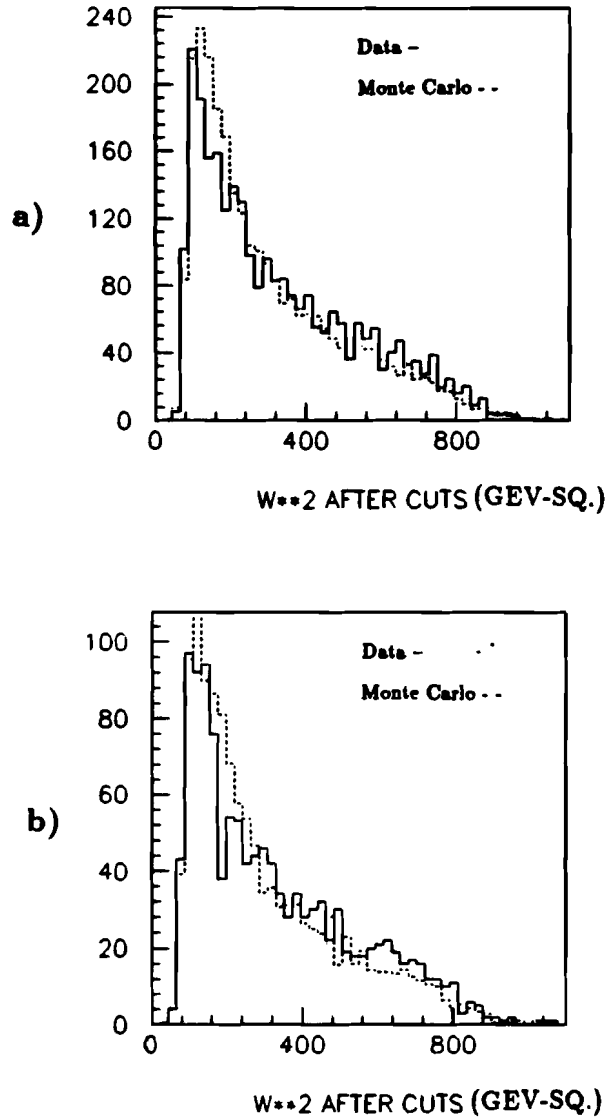 240
Data –
200
Monte Carlo - -
160
a)
120
80
40
0
0 400 800
W**2 AFTER CUTS (GEV-SQ.)
100
Data –
Monte Carlo - -
80
60
b)
40
20
0
0 400 800
W**2 AFTER CUTS (GEV-SQ.)